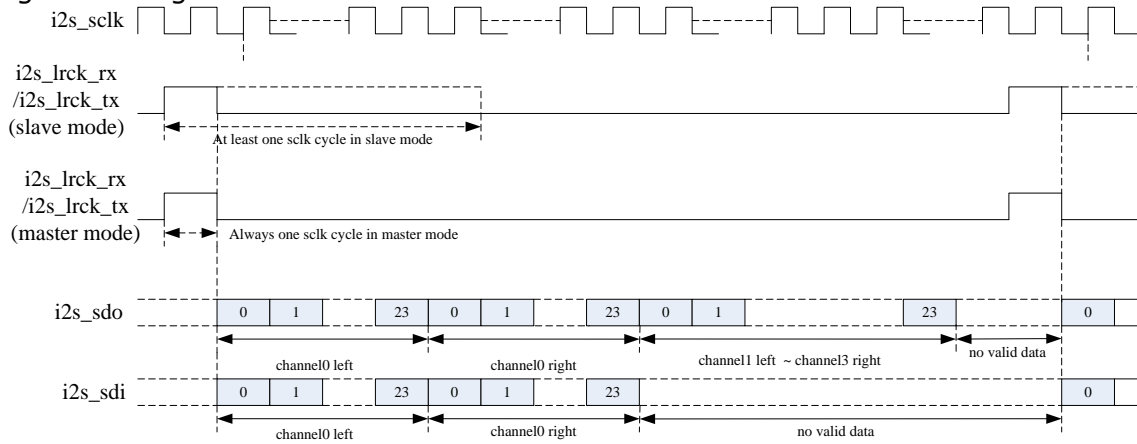 i2s_sclk
i2s_lrck_rx
/i2s_lrck_tx
(slave mode)
At least one sclk cycle in slave mode
i2s_lrck_rx
/i2s_lrck_tx
(master mode)
Always one sclk cycle in master mode
i2s_sdo 0 1 23 0 1 23 0 1 23 0
channel0 left channel0 right channel1 left ~ channel3 right no valid data
i2s_sdi 0 1 23 0 1 23 0
channel0 left channel0 right no valid data